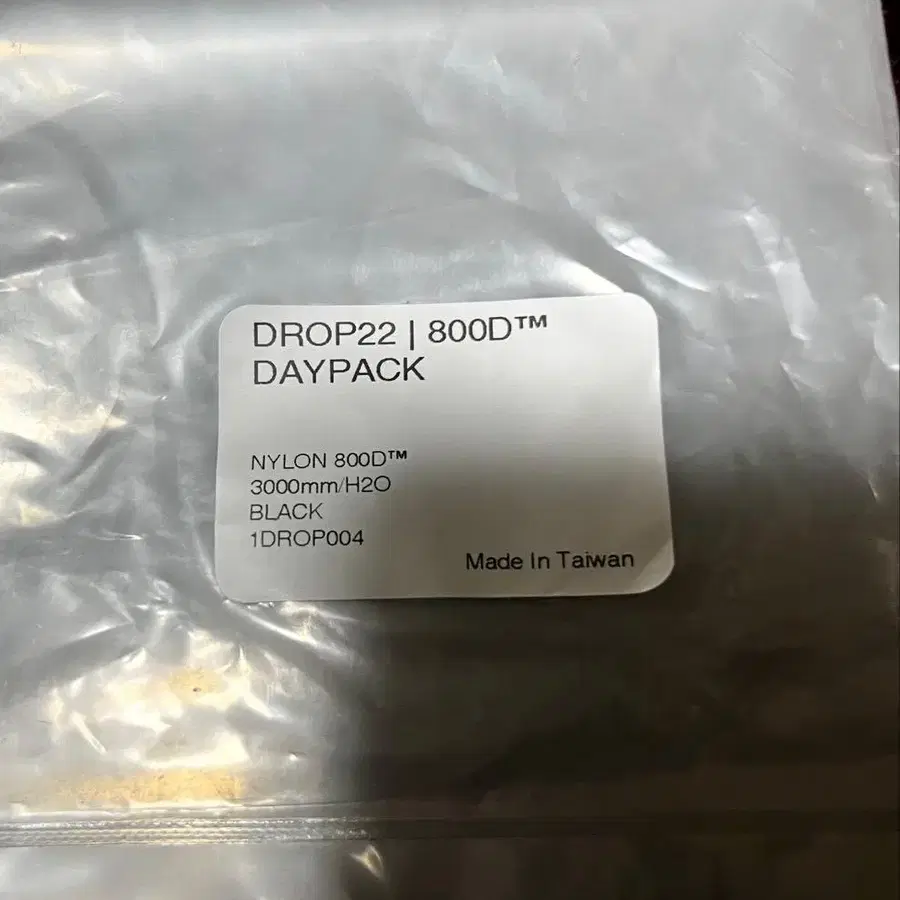 DROP22 | 800D™
DAYPACK
NYLON 800D™
3000mm/H2O
BLACK
1DROP004
Made In Taiwan